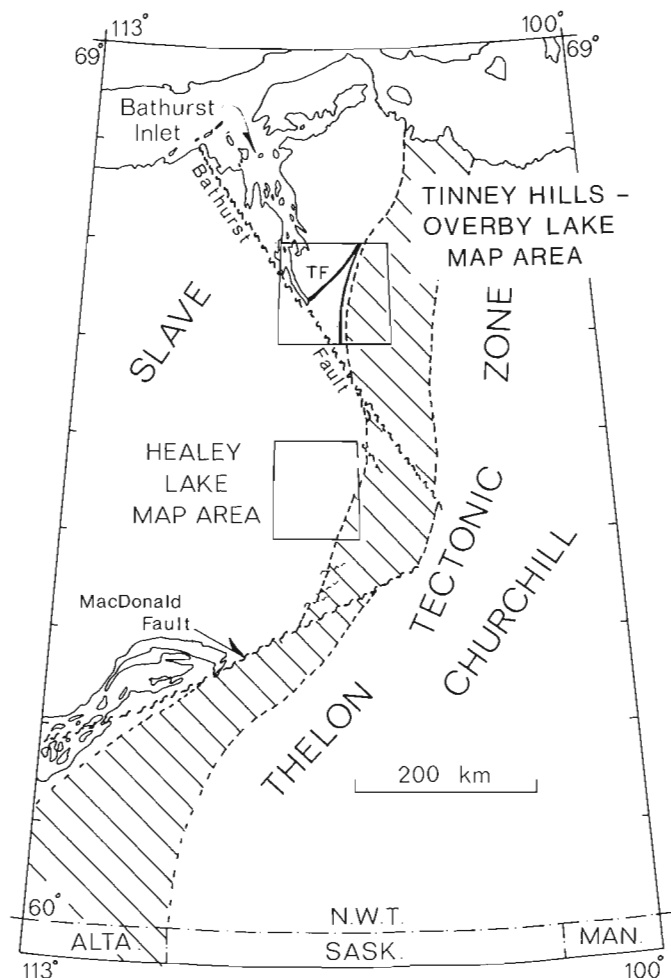 113°
100°
69°
69°
Bathurst
Inlet
Bathurst
Fault
TINNEY HILLS –
OVERBY LAKE
MAP AREA
TF
SLAVE
ZONE
HEALEY
LAKE
MAP AREA
TECTONIC
CHURCHILL
MacDonald
Fault
THELON
200 km
60°
N.W.T.
ALTA.
SASK.
MAN.
113°
100°